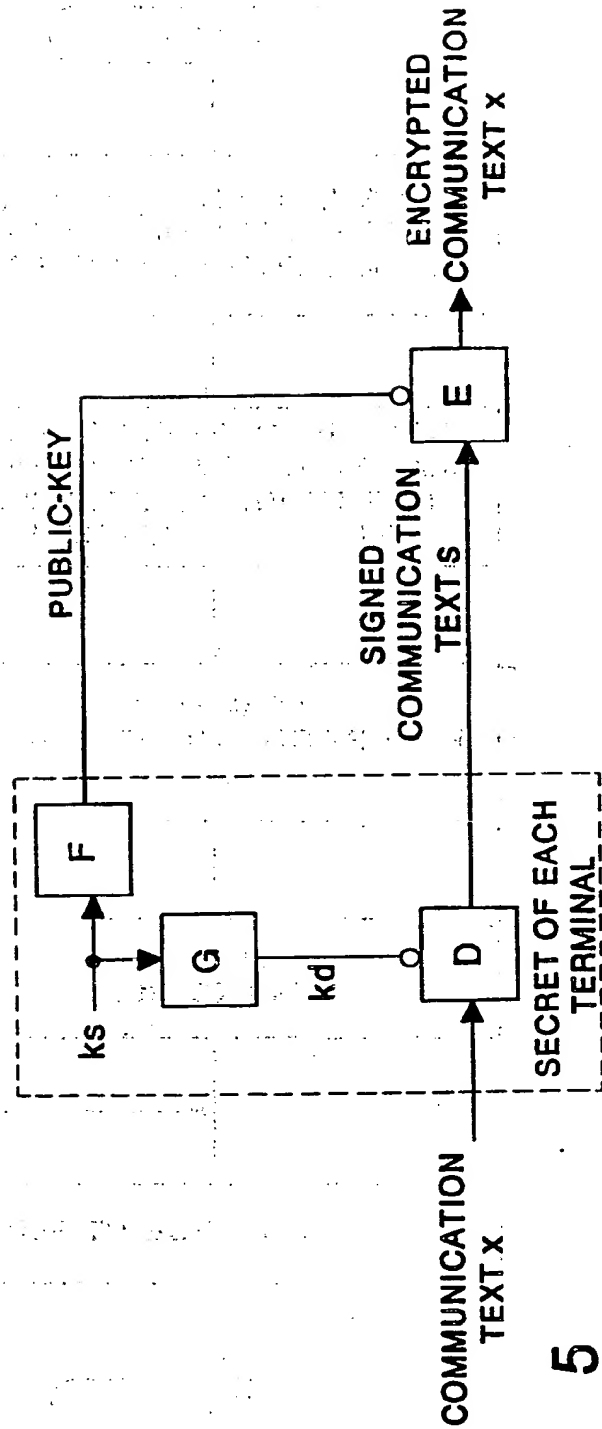 PUBLIC-KEY
F
ks
G
kd
D
E
SIGNED
COMMUNICATION
TEXT s
ENCRYPTED
COMMUNICATION
TEXT x
COMMUNICATION
TEXT x
SECRET OF EACH
TERMINAL
5